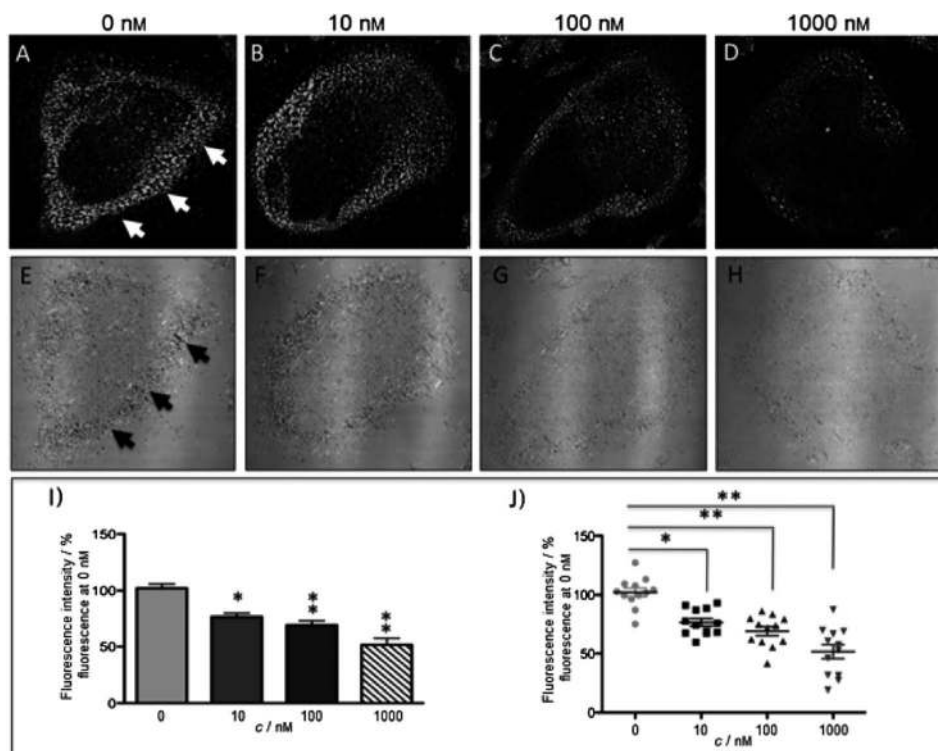 0 nM 10 nM 100 nM 1000 nM
A B C D
E F G H
I)
Fluorescence intensity / %
fluorescence at 0 nM
150
100
50
0
* ** **
0 10 100 1000
c / nM
J)
Fluorescence intensity / %
fluorescence at 0 nM
150
100
50
0
**
**
*
0 10 100 1000
c / nM